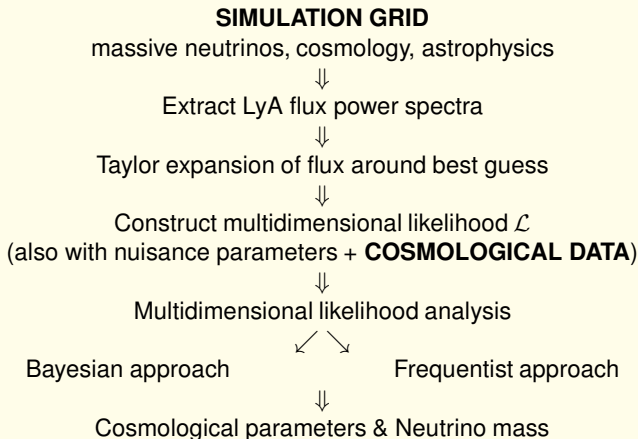 SIMULATION GRID
massive neutrinos, cosmology, astrophysics
⇓
Extract LyA flux power spectra
⇓
Taylor expansion of flux around best guess
⇓
Construct multidimensional likelihood ℒ
(also with nuisance parameters + COSMOLOGICAL DATA)
⇓
Multidimensional likelihood analysis
↙ ↘
Bayesian approach Frequentist approach
⇓
Cosmological parameters & Neutrino mass